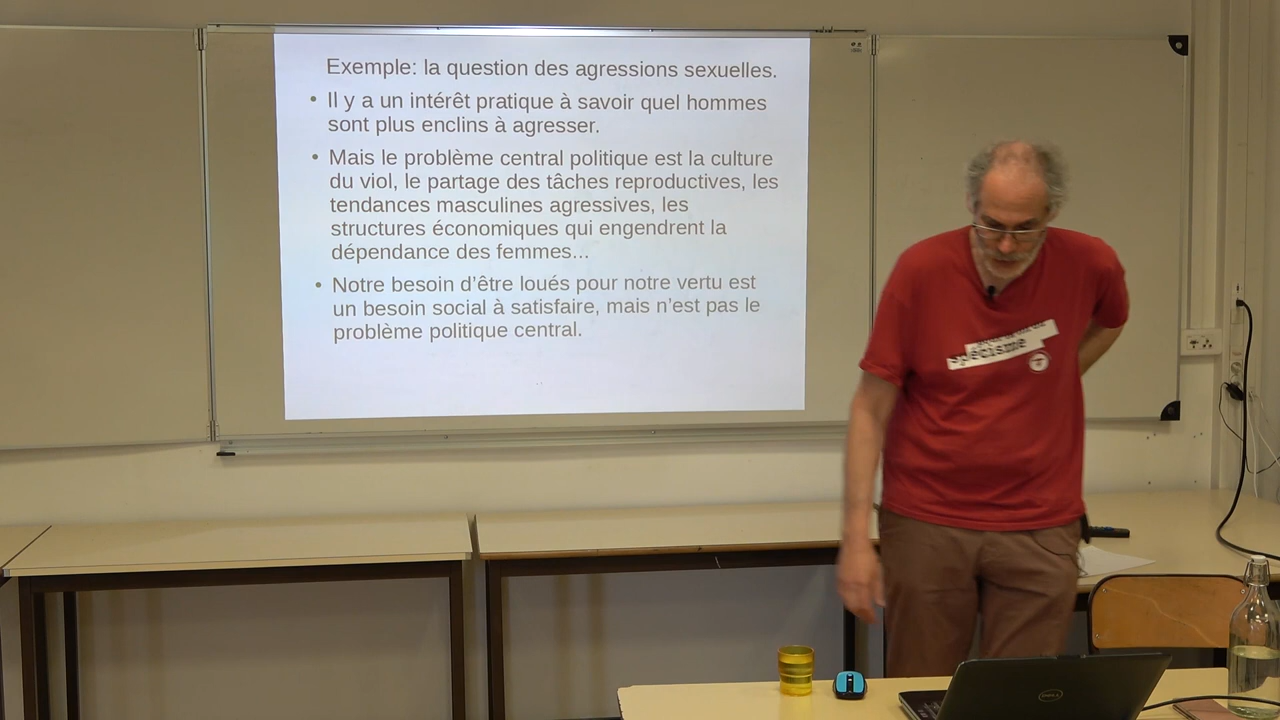 Exemple: la question des agressions sexuelles.
• Il y a un intérêt pratique à savoir quel hommes
sont plus enclins à agresser.
• Mais le problème central politique est la culture
du viol, le partage des tâches reproductives, les
tendances masculines agressives, les
structures économiques qui engendrent la
dépendance des femmes...
• Notre besoin d'être loués pour notre vertu est
un besoin social à satisfaire, mais n'est pas le
problème politique central.
spécisme
DELL